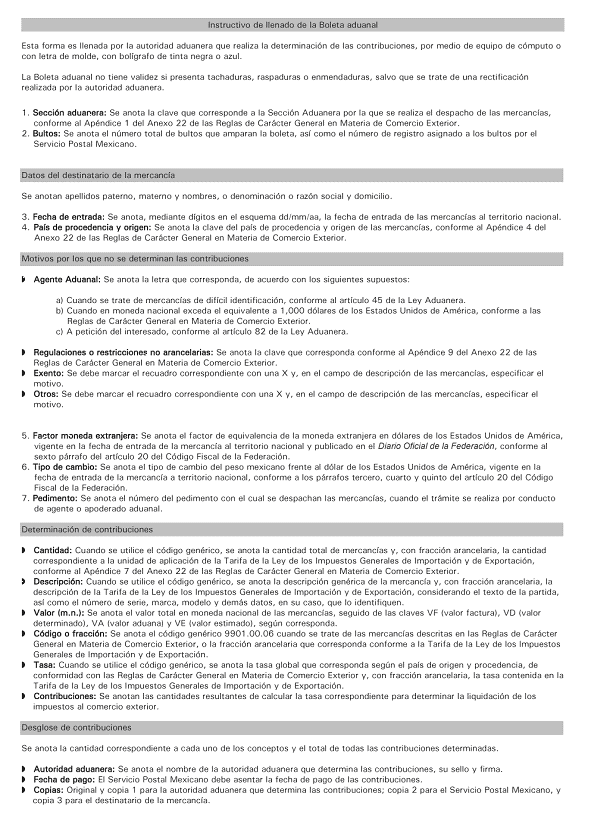 Instructivo de llenado de la Boleta aduanal
Esta forma es llenada por la autoridad aduanera que realiza la determinación de las contribuciones, por medio de equipo de cómputo o
con letra de molde, con bolígrafo de tinta negra o azul.
La Boleta aduanal no tiene validez si presenta tachaduras, raspaduras o enmendaduras, salvo que se trate de una rectificación
realizada por la autoridad aduanera.
1. Sección aduanera: Se anota la clave que corresponde a la Sección Aduanera por la que se realiza el despacho de las mercancías,
conforme al Apéndice 1 del Anexo 22 de las Reglas de Carácter General en Materia de Comercio Exterior.
2. Bultos: Se anota el número total de bultos que amparan la boleta, así como el número de registro asignado a los bultos por el
Servicio Postal Mexicano.
Datos del destinatario de la mercancía
Se anotan apellidos paterno, materno y nombres, o denominación o razón social y domicilio.
3. Fecha de entrada: Se anota, mediante dígitos en el esquema dd/mm/aa, la fecha de entrada de las mercancías al territorio nacional.
4. País de procedencia y origen: Se anota la clave del país de procedencia y origen de las mercancías, conforme al Apéndice 4 del
Anexo 22 de las Reglas de Carácter General en Materia de Comercio Exterior.
Motivos por los que no se determinan las contribuciones
◗ Agente Aduanal: Se anota la letra que corresponda, de acuerdo con los siguientes supuestos:
a) Cuando se trate de mercancías de difícil identificación, conforme al artículo 45 de la Ley Aduanera.
b) Cuando en moneda nacional exceda el equivalente a 1,000 dólares de los Estados Unidos de América, conforme a las
Reglas de Carácter General en Materia de Comercio Exterior.
c) A petición del interesado, conforme al artículo 82 de la Ley Aduanera.
◗ Regulaciones o restricciones no arancelarias: Se anota la clave que corresponda conforme al Apéndice 9 del Anexo 22 de las
Reglas de Carácter General en Materia de Comercio Exterior.
◗ Exento: Se debe marcar el recuadro correspondiente con una X y, en el campo de descripción de las mercancías, especificar el
motivo.
◗ Otros: Se debe marcar el recuadro correspondiente con una X y, en el campo de descripción de las mercancías, especificar el
motivo.
5. Factor moneda extranjera: Se anota el factor de equivalencia de la moneda extranjera en dólares de los Estados Unidos de América,
vigente en la fecha de entrada de la mercancía al territorio nacional y publicado en el Diario Oficial de la Federación, conforme al
sexto párrafo del artículo 20 del Código Fiscal de la Federación.
6. Tipo de cambio: Se anota el tipo de cambio del peso mexicano frente al dólar de los Estados Unidos de América, vigente en la
fecha de entrada de la mercancía a territorio nacional, conforme a los párrafos tercero, cuarto y quinto del artículo 20 del Código
Fiscal de la Federación.
7. Pedimento: Se anota el número del pedimento con el cual se despachan las mercancías, cuando el trámite se realiza por conducto
de agente o apoderado aduanal.
Determinación de contribuciones
◗ Cantidad: Cuando se utilice el código genérico, se anota la cantidad total de mercancías y, con fracción arancelaria, la cantidad
correspondiente a la unidad de aplicación de la Tarifa de la Ley de los Impuestos Generales de Importación y de Exportación,
conforme al Apéndice 7 del Anexo 22 de las Reglas de Carácter General en Materia de Comercio Exterior.
◗ Descripción: Cuando se utilice el código genérico, se anota la descripción genérica de la mercancía y, con fracción arancelaria, la
descripción de la Tarifa de la Ley de los Impuestos Generales de Importación y de Exportación, considerando el texto de la partida,
así como el número de serie, marca, modelo y demás datos, en su caso, que lo identifiquen.
◗ Valor (m.n.): Se anota el valor total en moneda nacional de las mercancías, seguido de las claves VF (valor factura), VD (valor
determinado), VA (valor aduana) y VE (valor estimado), según corresponda.
◗ Código o fracción: Se anota el código genérico 9901.00.06 cuando se trate de las mercancías descritas en las Reglas de Carácter
General en Materia de Comercio Exterior, o la fracción arancelaria que corresponda conforme a la Tarifa de la Ley de los Impuestos
Generales de Importación y de Exportación.
◗ Tasa: Cuando se utilice el código genérico, se anota la tasa global que corresponda según el país de origen y procedencia, de
conformidad con las Reglas de Carácter General en Materia de Comercio Exterior y, con fracción arancelaria, la tasa contenida en la
Tarifa de la Ley de los Impuestos Generales de Importación y de Exportación.
◗ Contribuciones: Se anotan las cantidades resultantes de calcular la tasa correspondiente para determinar la liquidación de los
impuestos al comercio exterior.
Desglose de contribuciones
Se anota la cantidad correspondiente a cada uno de los conceptos y el total de todas las contribuciones determinadas.
◗ Autoridad aduanera: Se anota el nombre de la autoridad aduanera que determina las contribuciones, su sello y firma.
◗ Fecha de pago: El Servicio Postal Mexicano debe asentar la fecha de pago de las contribuciones.
◗ Copias: Original y copia 1 para la autoridad aduanera que determina las contribuciones; copia 2 para el Servicio Postal Mexicano, y
copia 3 para el destinatario de la mercancía.